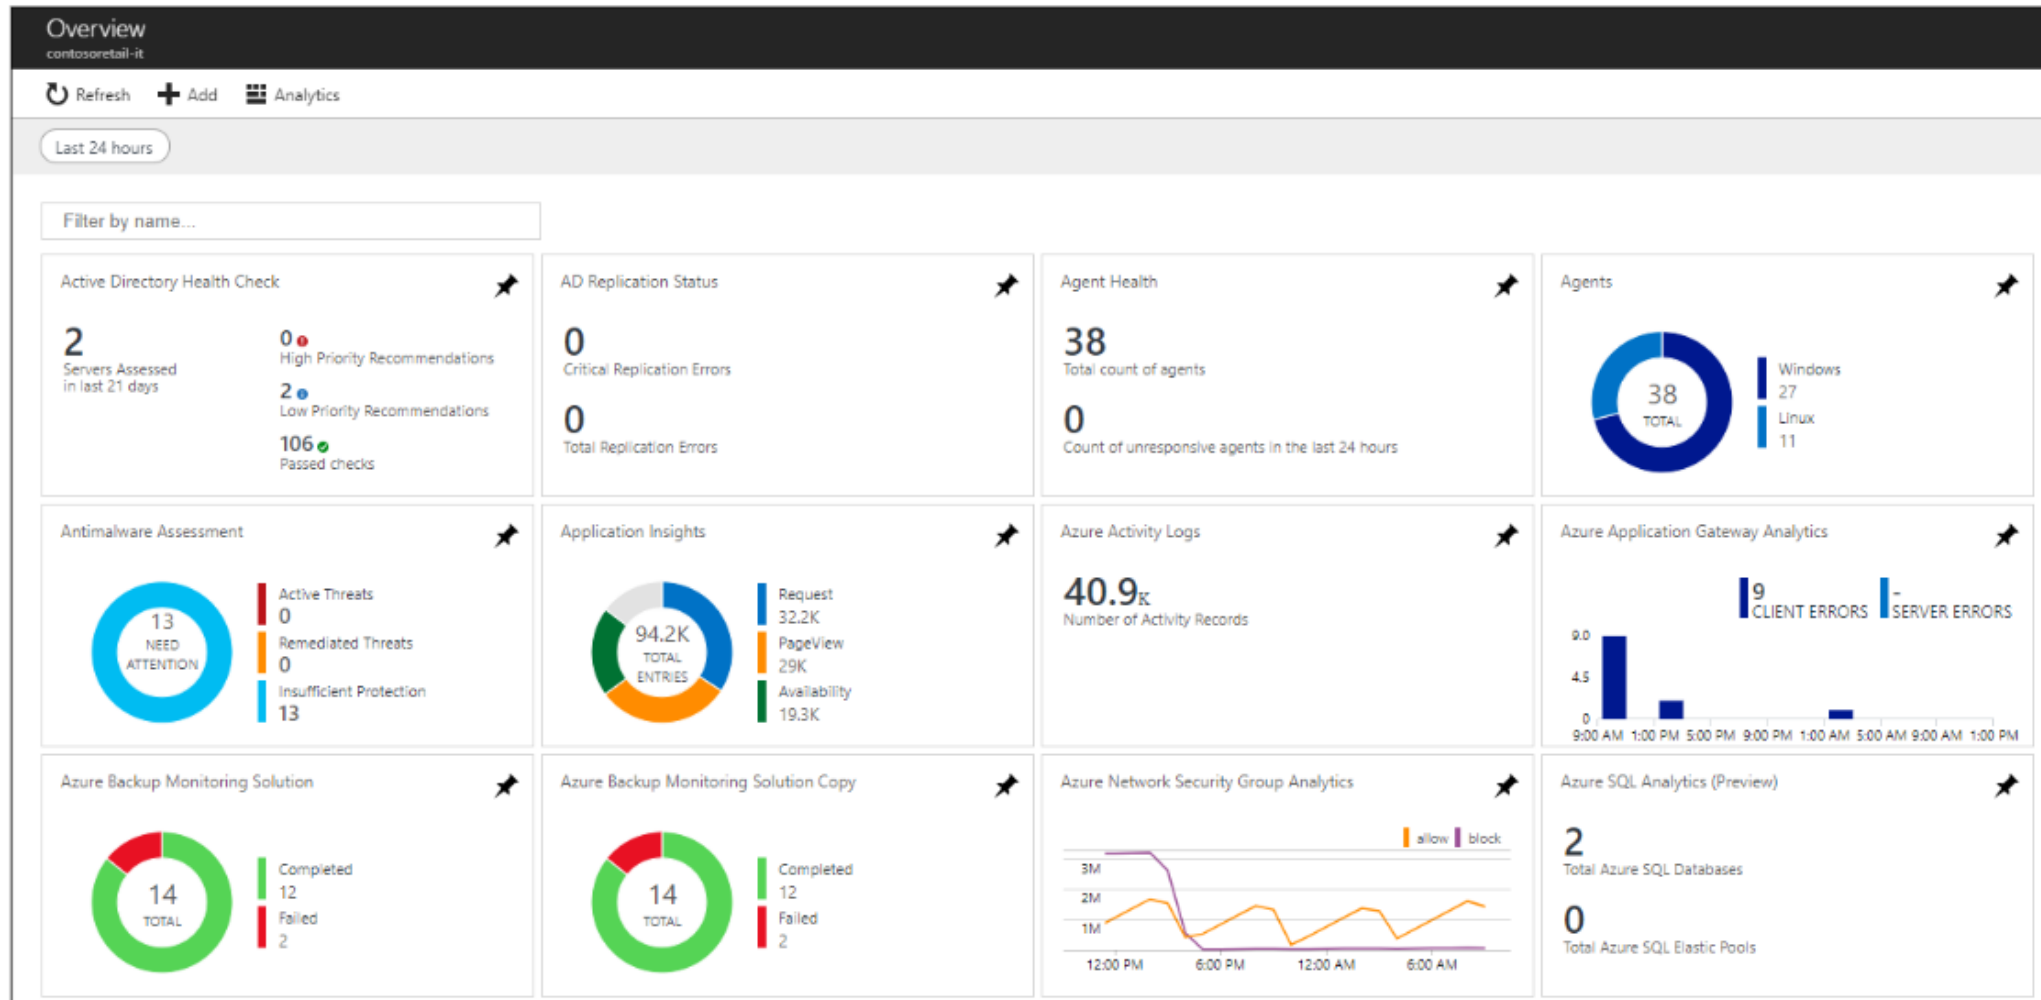 Overview
contosoretail-it
Refresh Add Analytics
Last 24 hours
Filter by name...
Active Directory Health Check
2
Servers Assessed
in last 21 days
0
High Priority Recommendations
2
Low Priority Recommendations
106
Passed checks
AD Replication Status
0
Critical Replication Errors
0
Total Replication Errors
Agent Health
38
Total count of agents
0
Count of unresponsive agents in the last 24 hours
Agents
38
TOTAL
Windows
27
Linux
11
Antimalware Assessment
13
NEED
ATTENTION
Active Threats
0
Remediated Threats
0
Insufficient Protection
13
Application Insights
94.2K
TOTAL
ENTRIES
Request
32.2K
PageView
29K
Availability
19.3K
Azure Activity Logs
40.9K
Number of Activity Records
Azure Application Gateway Analytics
9
CLIENT ERRORS
-
SERVER ERRORS
9.0
4.5
0
9:00 AM 1:00 PM 5:00 PM 9:00 PM 1:00 AM 5:00 AM 9:00 AM 1:00 PM
Azure Backup Monitoring Solution
14
TOTAL
Completed
12
Failed
2
Azure Backup Monitoring Solution Copy
14
TOTAL
Completed
12
Failed
2
Azure Network Security Group Analytics
allow block
3M
2M
1M
12:00 PM 6:00 PM 12:00 AM 6:00 AM
Azure SQL Analytics (Preview)
2
Total Azure SQL Databases
0
Total Azure SQL Elastic Pools